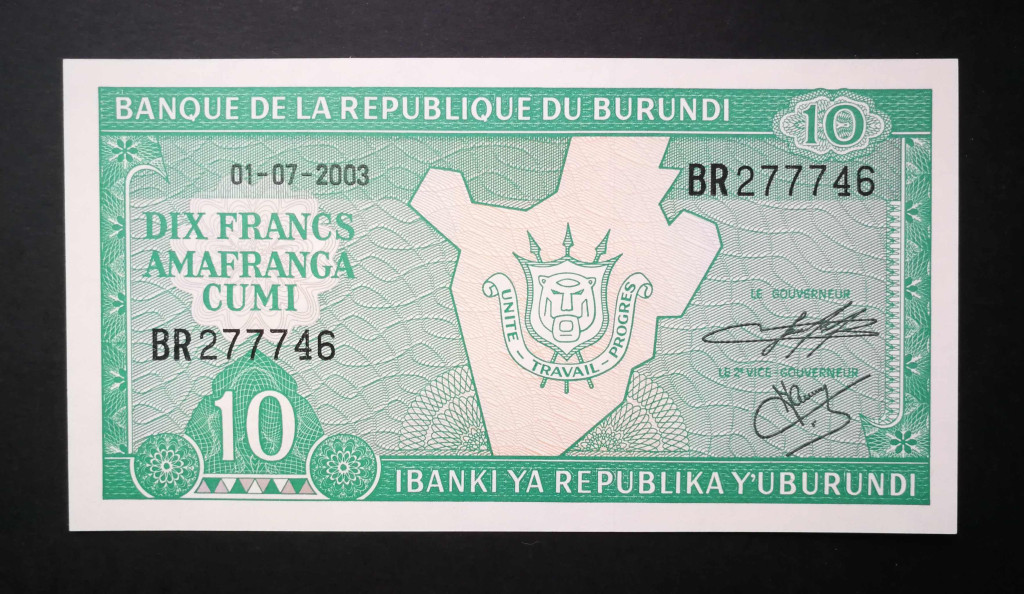 BANQUE DE LA REPUBLIQUE DU BURUNDI
10
01-07-2003
BR277746
DIX FRANCS
AMAFRANGA
CUMI
BR277746
UNITE - TRAVAIL - PROGRES
LE GOUVERNEUR
LE 2e VICE-GOUVERNEUR
10
IBANKI YA REPUBLIKA Y'UBURUNDI